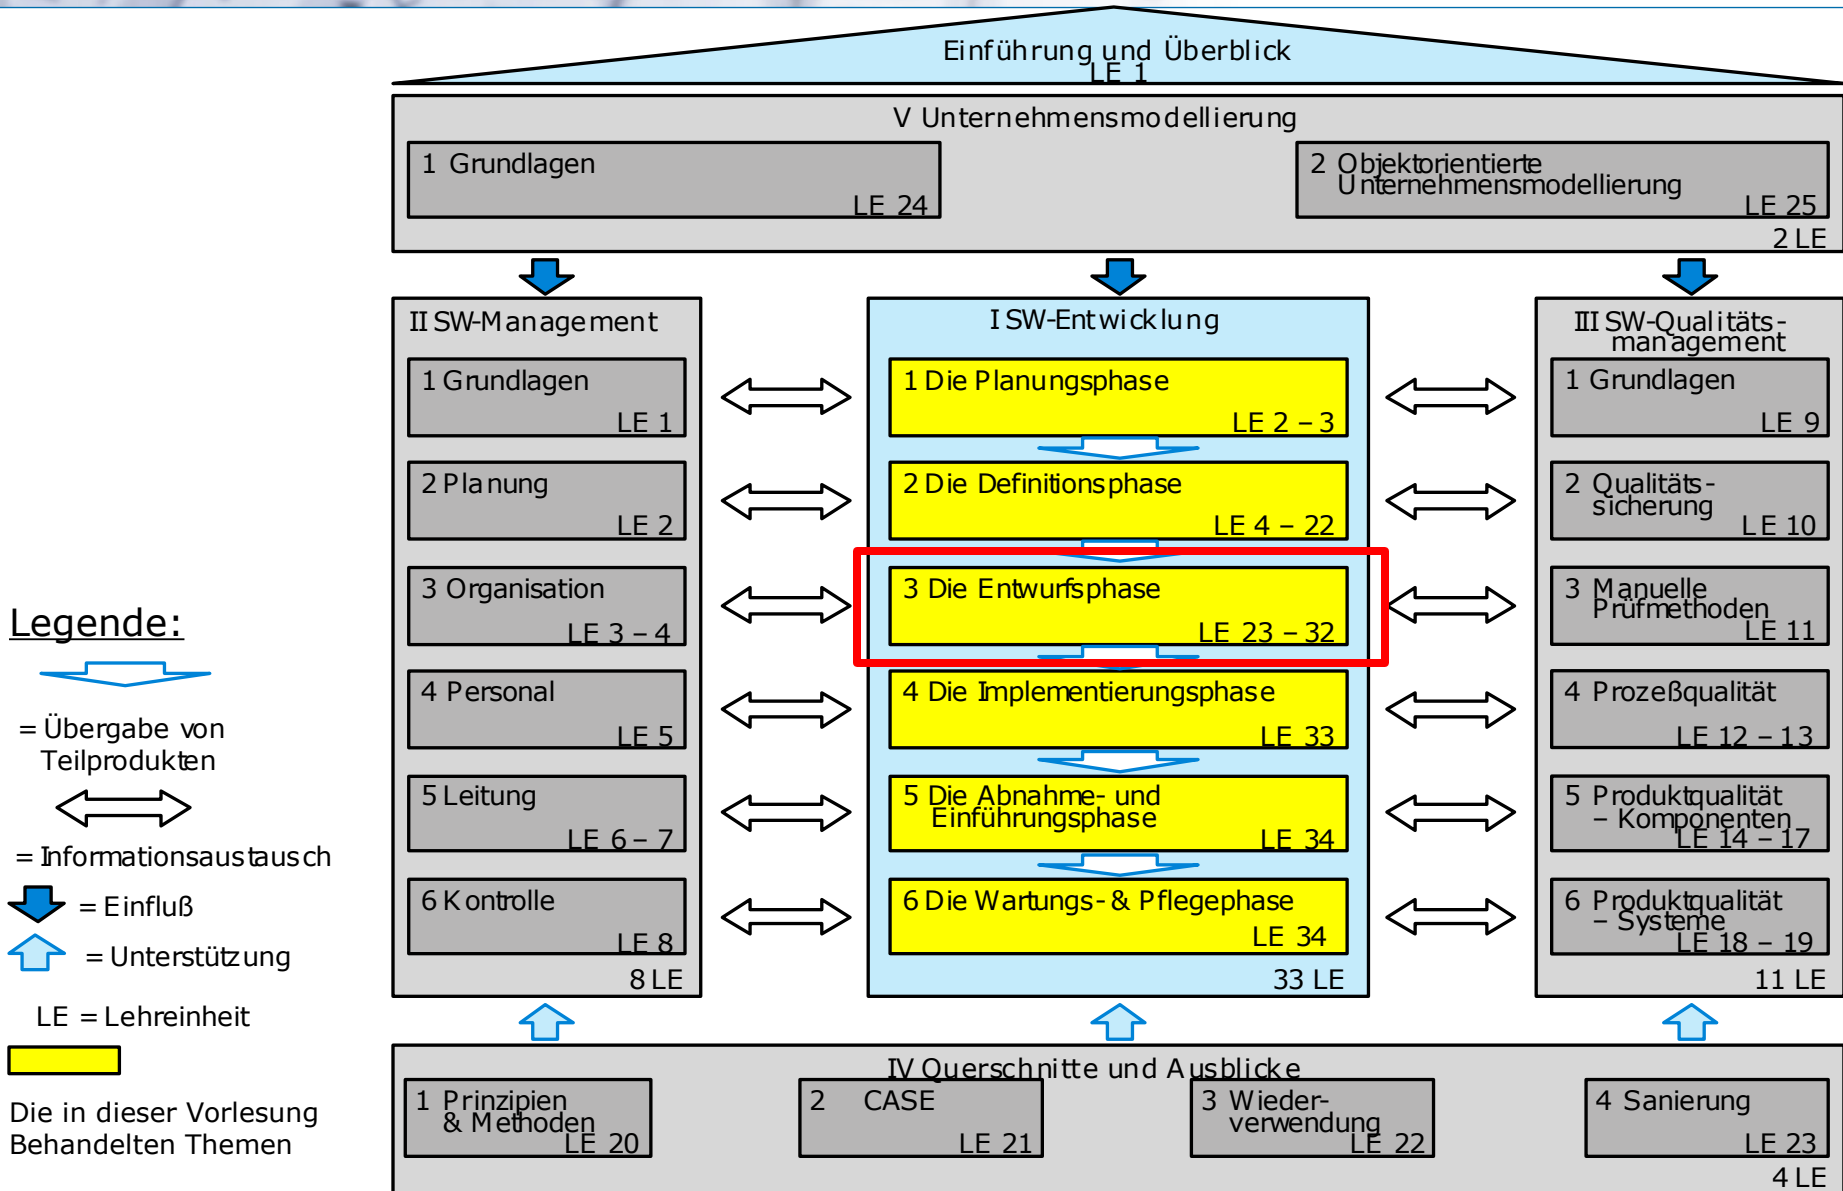 Einführung und Überblick
LE 1
V Unternehmensmodellierung
1 Grundlagen
LE 24
2 Objektorientierte
Unternehmensmodellierung
LE 25
2 LE
II SW-Management
1 Grundlagen
LE 1
2 Planung
LE 2
3 Organisation
LE 3 – 4
4 Personal
LE 5
5 Leitung
LE 6 – 7
6 Kontrolle
LE 8
8 LE
I SW-Entwicklung
1 Die Planungsphase
LE 2 – 3
2 Die Definitionsphase
LE 4 – 22
3 Die Entwurfsphase
LE 23 – 32
4 Die Implementierungsphase
LE 33
5 Die Abnahme- und
Einführungsphase
LE 34
6 Die Wartungs- & Pflegephase
LE 34
33 LE
III SW-Qualitäts-
management
1 Grundlagen
LE 9
2 Qualitäts-
sicherung
LE 10
3 Manuelle
Prüfmethoden
LE 11
4 Prozeßqualität
LE 12 – 13
5 Produktqualität
– Komponenten
LE 14 – 17
6 Produktqualität
– Systeme
LE 18 – 19
11 LE
IV Querschnitte und Ausblicke
1 Prinzipien
& Methoden
LE 20
2 CASE
LE 21
3 Wieder-
verwendung
LE 22
4 Sanierung
LE 23
4 LE
Legende:
= Übergabe von
Teilprodukten
= Informationsaustausch
= Einfluß
= Unterstützung
LE = Lehreinheit
Die in dieser Vorlesung
Behandelten Themen